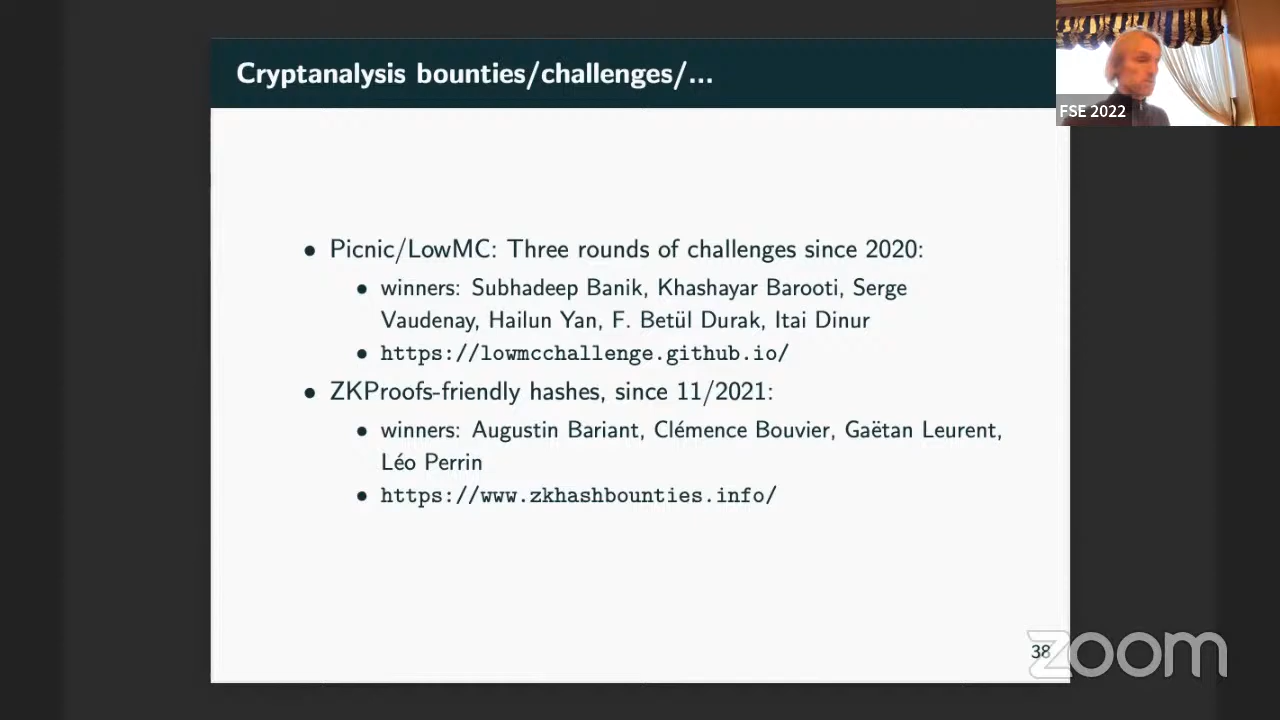 Cryptanalysis bounties/challenges/...
FSE 2022
• Picnic/LowMC: Three rounds of challenges since 2020:
• winners: Subhadeep Banik, Khashayar Barooti, Serge
Vaudenay, Hailun Yan, F. Betül Durak, Itai Dinur
• https://lowmcchallenge.github.io/
• ZKProofs-friendly hashes, since 11/2021:
• winners: Augustin Bariant, Clémence Bouvier, Gaëtan Leurent,
Léo Perrin
• https://www.zkhashbounties.info/
38
zoom